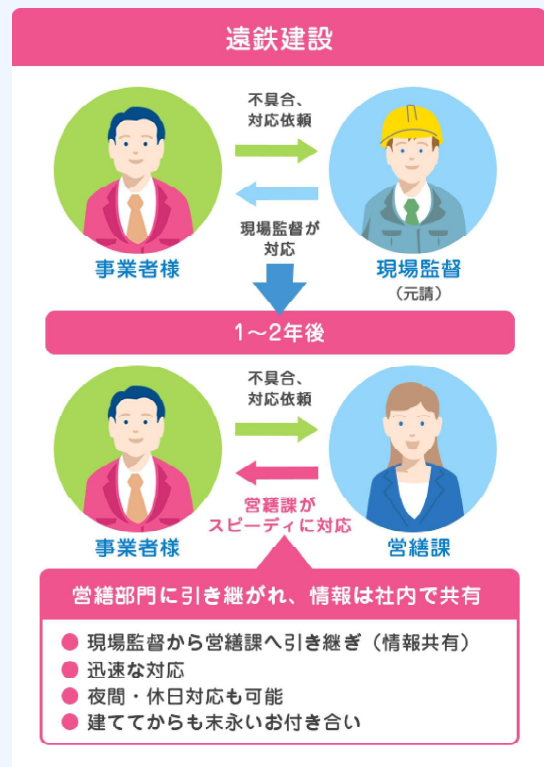 遠鉄建設
不具合、
対応依頼
現場監督が
対応
事業者様
現場監督
（元請）
1〜2年後
不具合、
対応依頼
営繕課が
スピーディに対応
事業者様
営繕課
営繕部門に引き継がれ、情報は社内で共有
● 現場監督から営繕課へ引き継ぎ（情報共有）
● 迅速な対応
● 夜間・休日対応も可能
● 建ててからも末永いお付き合い